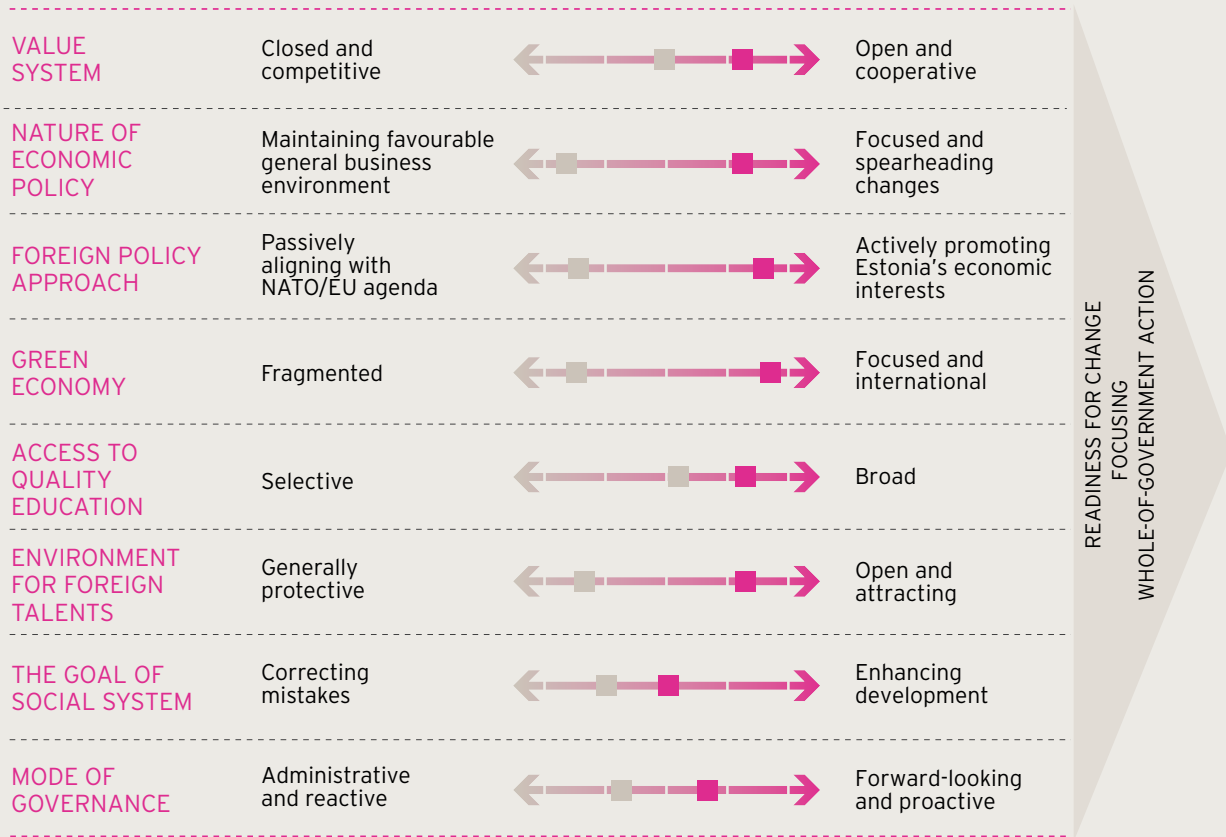 VALUE
SYSTEM
Closed and
competitive
Open and
cooperative
NATURE OF
ECONOMIC
POLICY
Maintaining favourable
general business
environment
Focused and
spearheading
changes
FOREIGN POLICY
APPROACH
Passively
aligning with
NATO/EU agenda
Actively promoting
Estonia's economic
interests
GREEN
ECONOMY
Fragmented
Focused and
international
ACCESS TO
QUALITY
EDUCATION
Selective
Broad
ENVIRONMENT
FOR FOREIGN
TALENTS
Generally
protective
Open and
attracting
THE GOAL OF
SOCIAL SYSTEM
Correcting
mistakes
Enhancing
development
MODE OF
GOVERNANCE
Administrative
and reactive
Forward-looking
and proactive
READINESS FOR CHANGE
FOCUSING
WHOLE-OF-GOVERNMENT ACTION